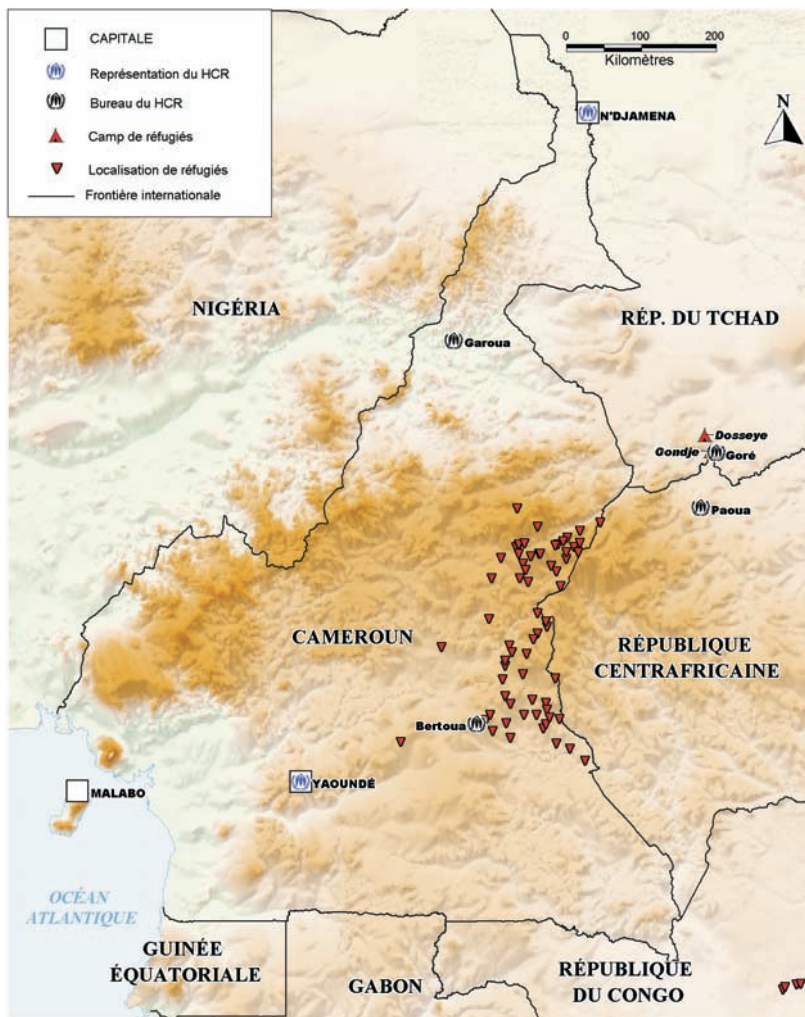 CAPITALE
Représentation du HCR
Bureau du HCR
Camp de réfugiés
Localisation de réfugiés
Frontière internationale
0 100 200
Kilomètres
N
N'DJAMENA
NIGÉRIA
RÉP. DU TCHAD
Garoua
Dosseye
Gondje
Goré
Paoua
CAMEROUN
RÉPUBLIQUE
CENTRAFRICAINE
Bertoua
YAOUNDÉ
MALABO
OCÉAN
ATLANTIQUE
GUINÉE
ÉQUATORIALE
GABON
RÉPUBLIQUE
DU CONGO